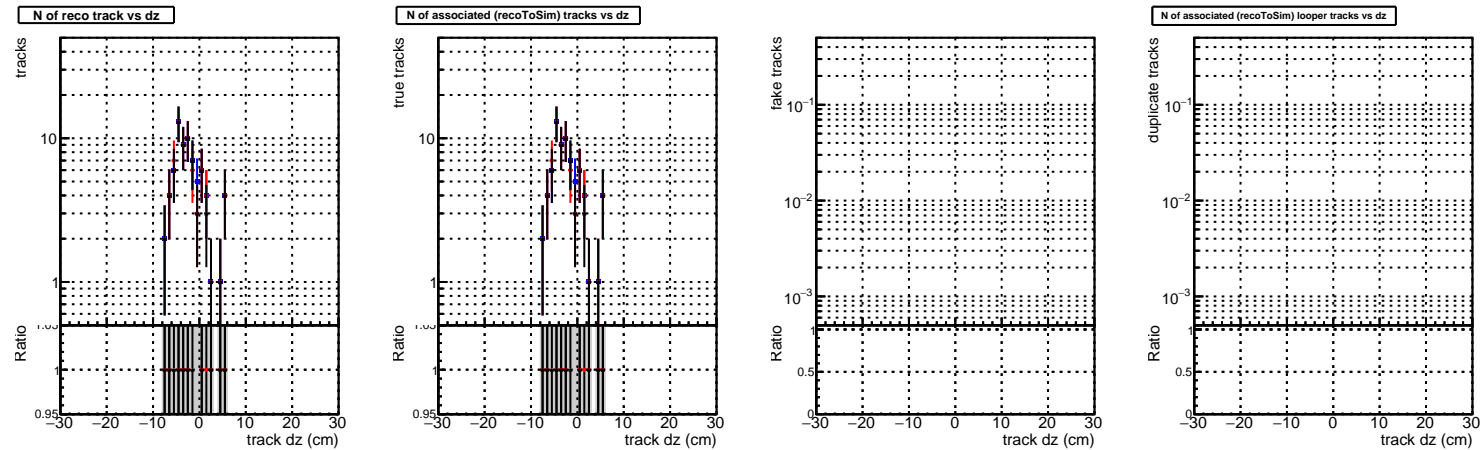 N of reco track vs dz
tracks
10
1
Ratio
1.05
1
0.95
−30 −20 −10 0 10 20 30
track dz (cm)
N of associated (recoToSim) tracks vs dz
true tracks
10
1
Ratio
1.05
1
0.95
−30 −20 −10 0 10 20 30
track dz (cm)
fake tracks
10−1
10−2
10−3
Ratio
1
0.5
0
−30 −20 −10 0 10 20 30
track dz (cm)
N of associated (recoToSim) looper tracks vs dz
duplicate tracks
10−1
10−2
10−3
Ratio
1
0.5
0
−30 −20 −10 0 10 20 30
track dz (cm)